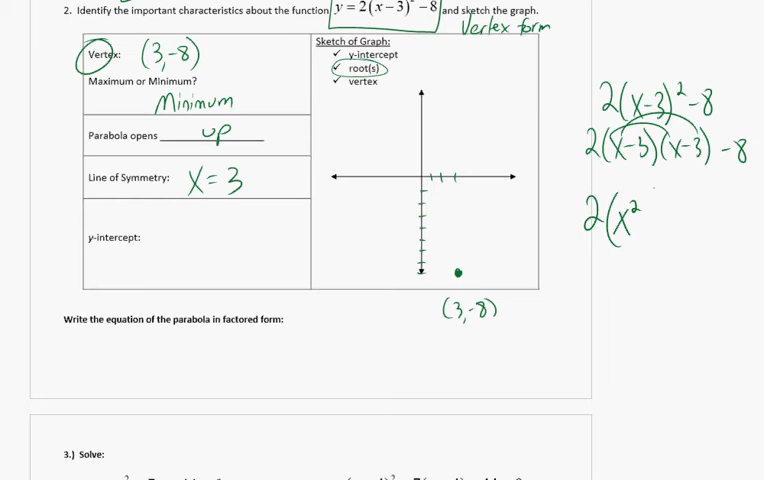 2. Identify the important characteristics about the function y = 2(x − 3)² − 8 and sketch the graph.
Vertex form
Vertex: (3,-8)
Maximum or Minimum?
Minimum
Parabola opens up
Line of Symmetry: X = 3
y-intercept:
Sketch of Graph:
✓ y-intercept
✓ root(s)
✓ vertex
(3,-8)
2(x-3)² -8
2(x-3)(x-3) -8
2(x²
Write the equation of the parabola in factored form:
3.) Solve: